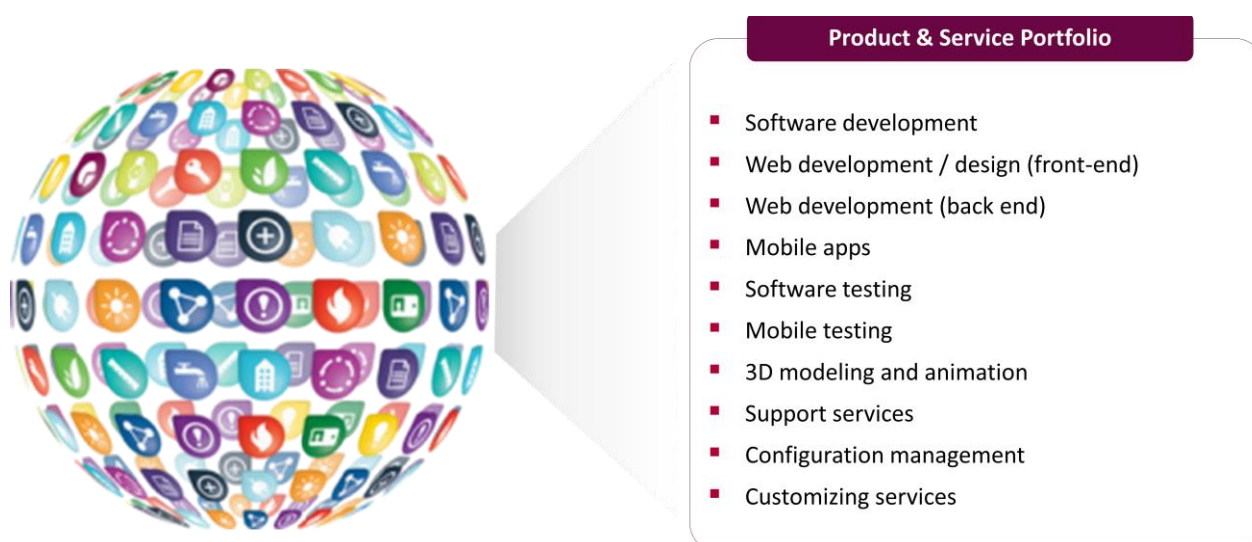 Product & Service Portfolio
Software development
Web development / design (front-end)
Web development (back end)
Mobile apps
Software testing
Mobile testing
3D modeling and animation
Support services
Configuration management
Customizing services